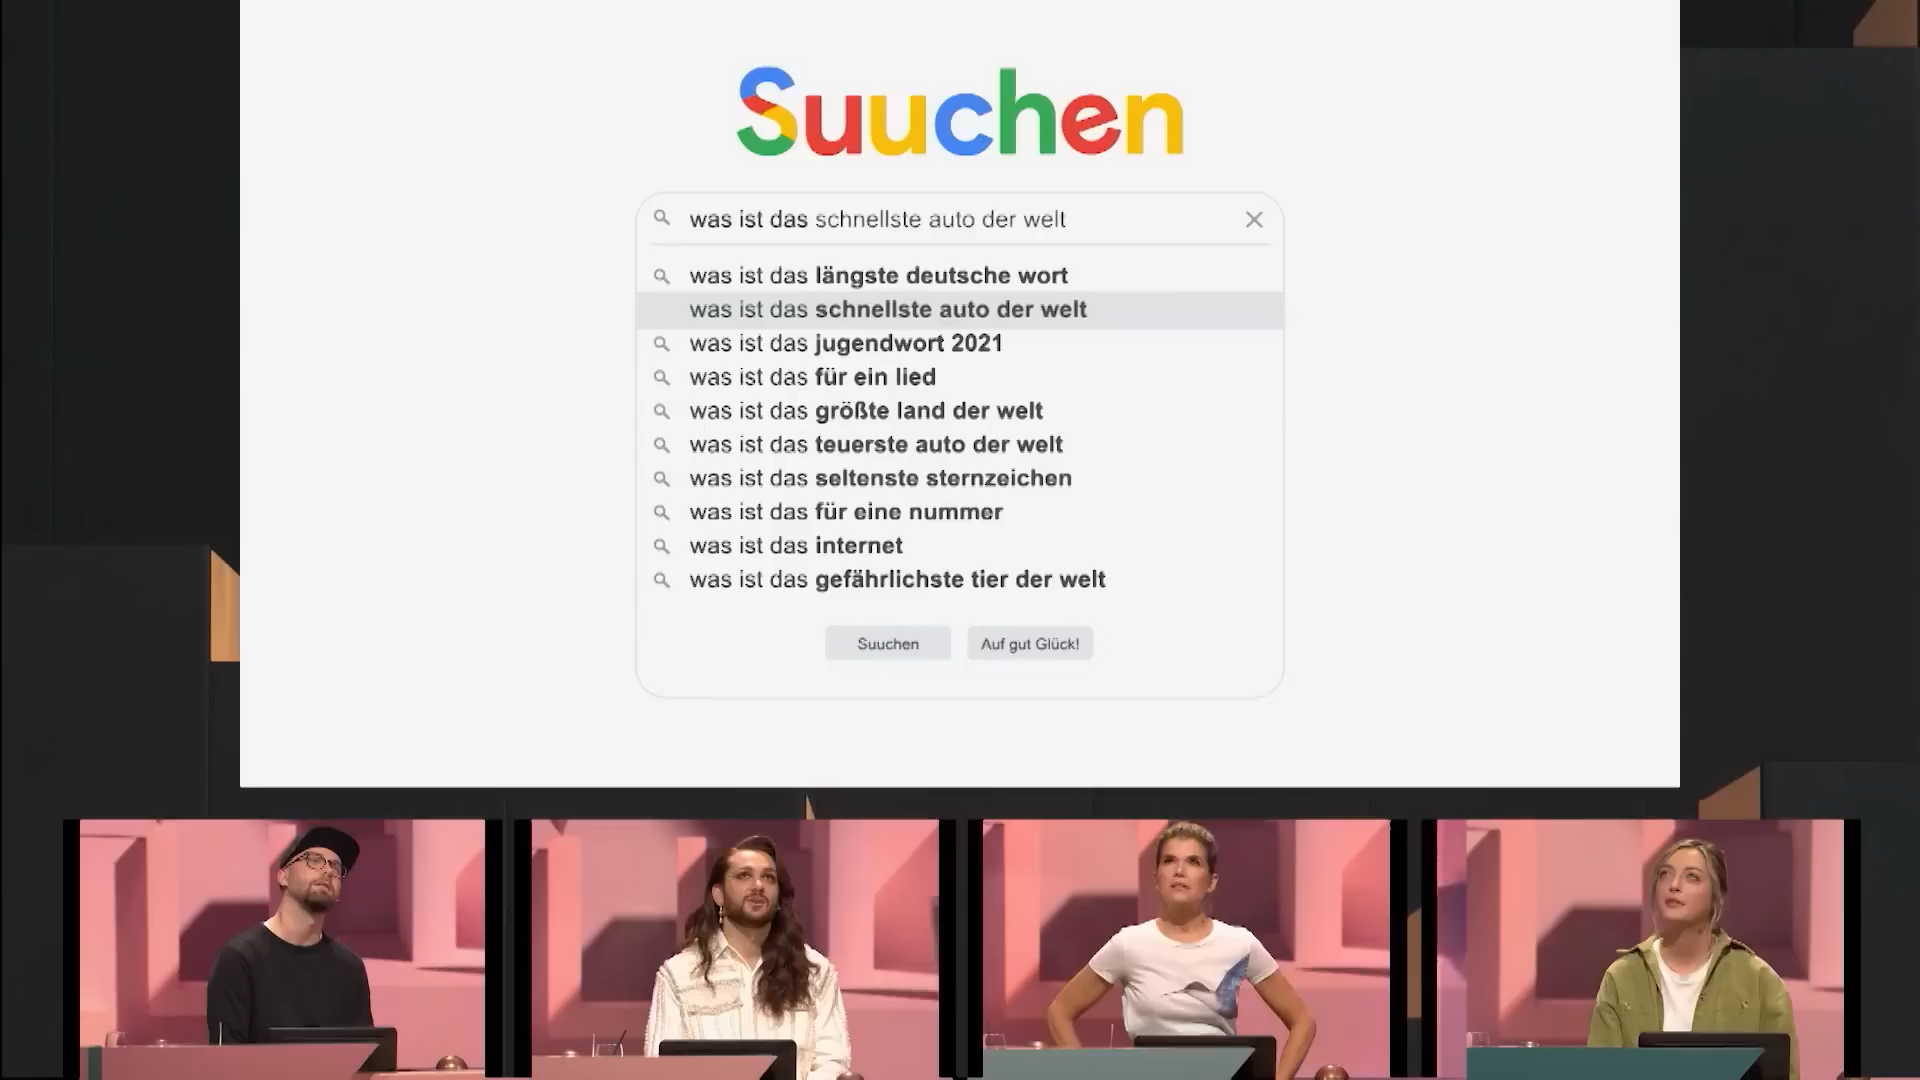 Suuchen
was ist das schnellste auto der welt
was ist das längste deutsche wort
was ist das schnellste auto der welt
was ist das jugendwort 2021
was ist das für ein lied
was ist das größte land der welt
was ist das teuerste auto der welt
was ist das seltenste sternzeichen
was ist das für eine nummer
was ist das internet
was ist das gefährlichste tier der welt
Suuchen Auf gut Glück!